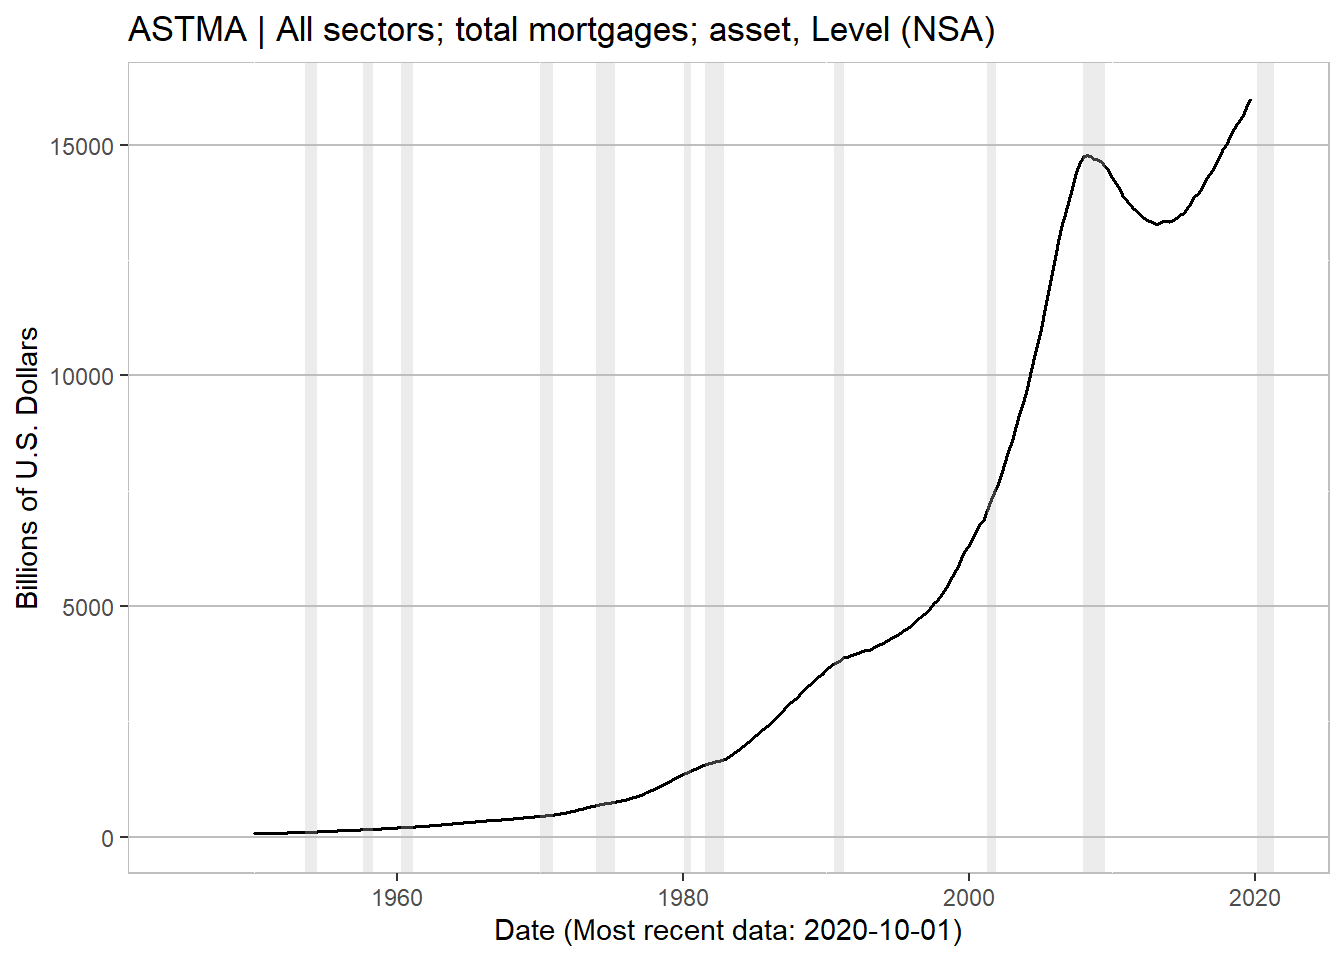 ASTMA | All sectors; total mortgages; asset, Level (NSA)
Billions of U.S. Dollars
15000
10000
5000
0
1960
1980
2000
2020
Date (Most recent data: 2020-10-01)